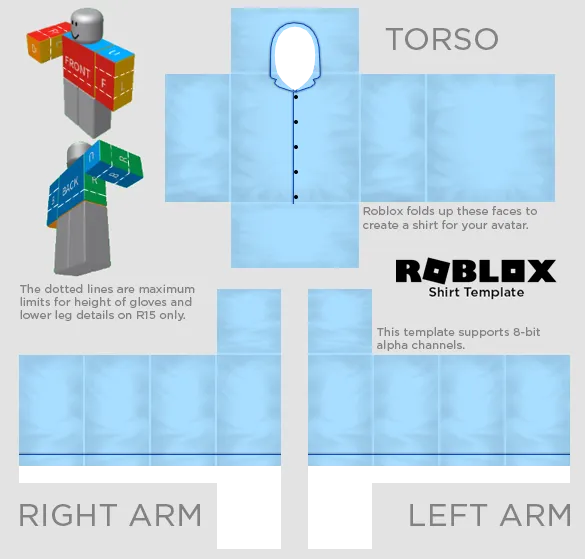 TORSO
FRONT
F
L
U
BACK
R
B
U
R
B
Roblox folds up these faces to
create a shirt for your avatar.
ROBLOX
Shirt Template
The dotted lines are maximum
limits for height of gloves and
lower leg details on R15 only.
This template supports 8-bit
alpha channels.
RIGHT ARM
LEFT ARM